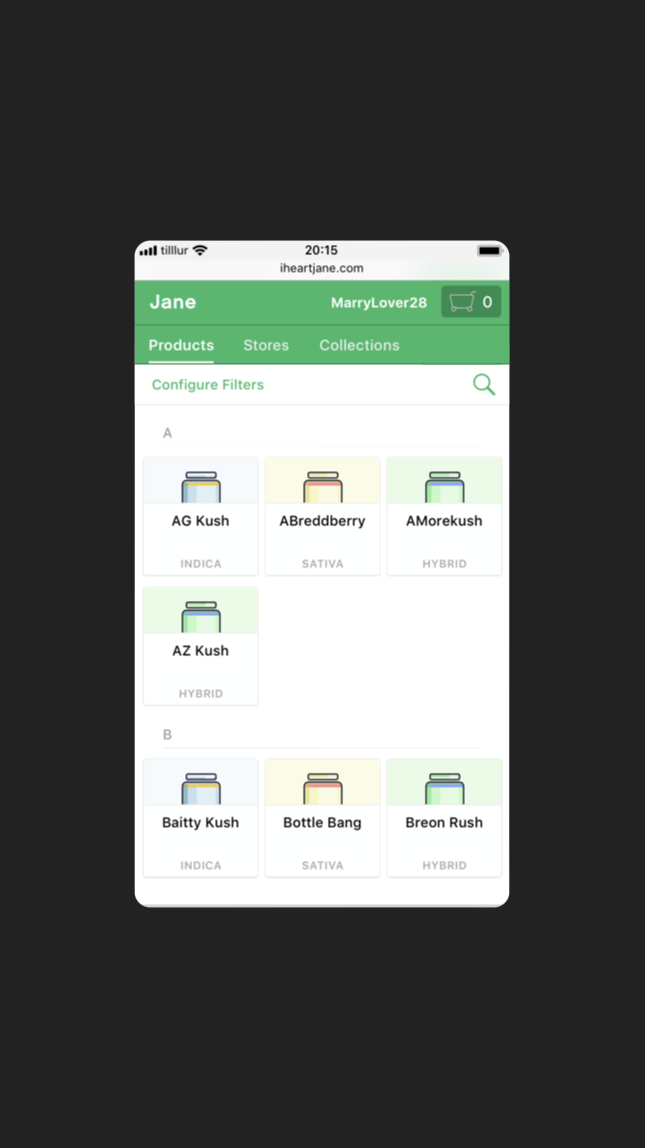 tilllur 20:15
iheartjane.com
Jane MarryLover28 0
Products Stores Collections
Configure Filters
A
AG Kush ABreddberry AMorekush
INDICA SATIVA HYBRID
AZ Kush
HYBRID
B
Baitty Kush Bottle Bang Breon Rush
INDICA SATIVA HYBRID